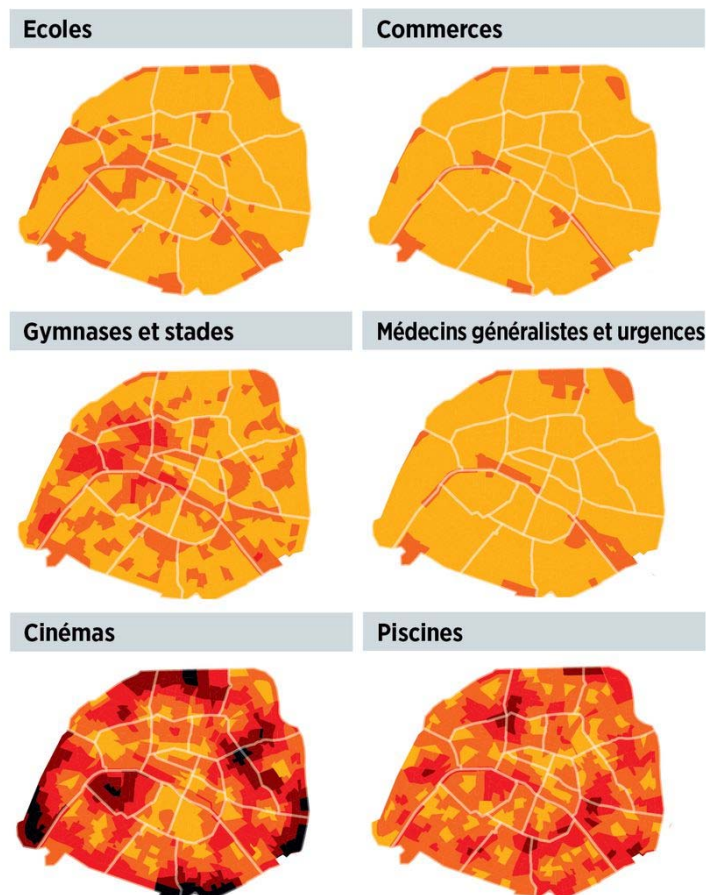 Ecoles
Commerces
Gymnases et stades
Médecins généralistes et urgences
Cinémas
Piscines